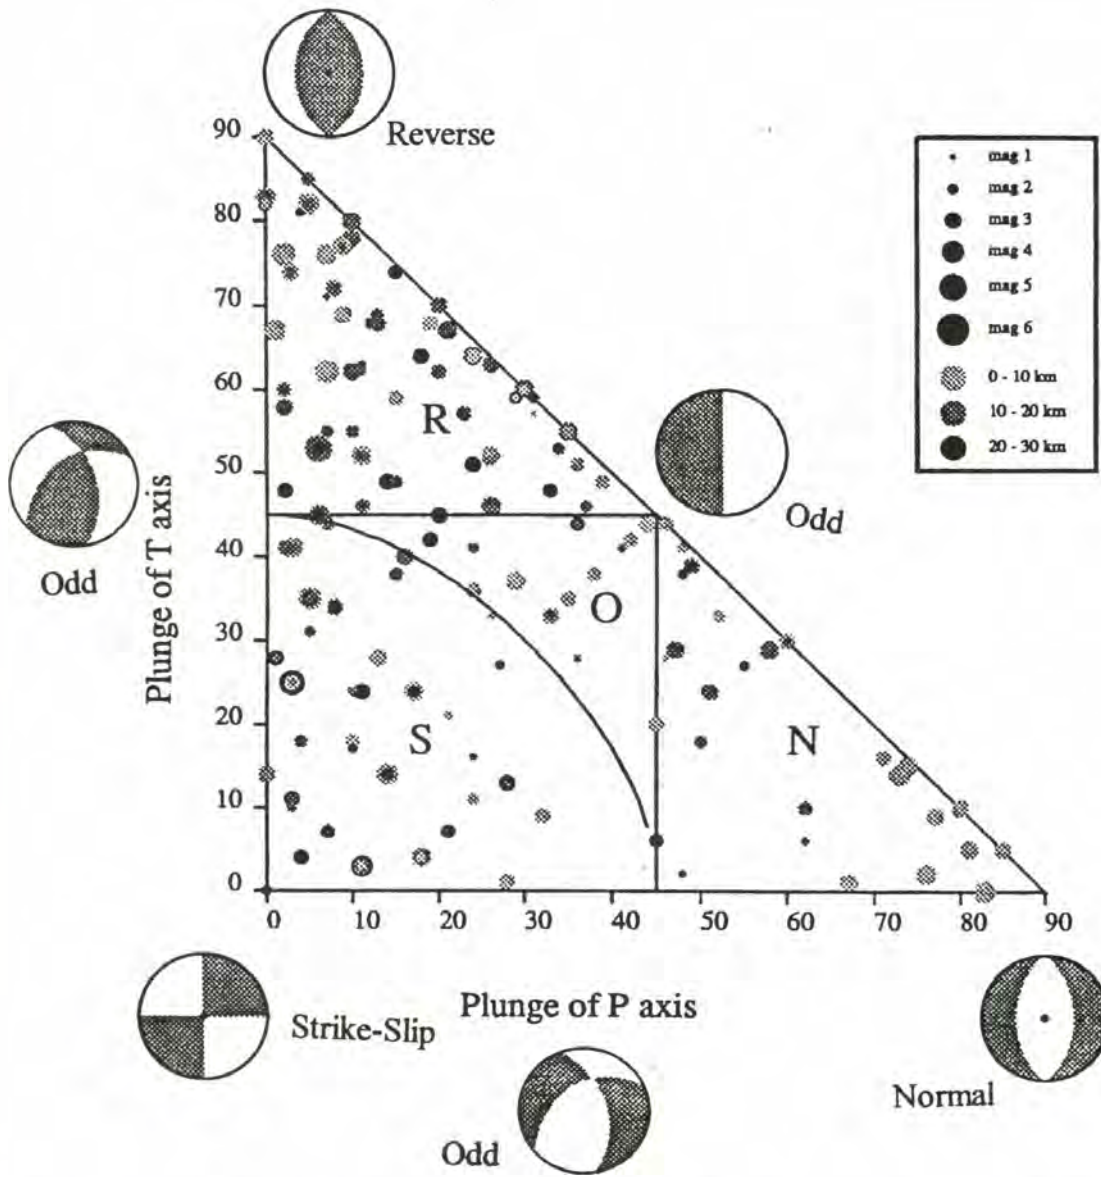 Reverse
90
80
70
60
50
40
30
20
10
0
Plunge of T axis
mag 1
mag 2
mag 3
mag 4
mag 5
mag 6
0 - 10 km
10 - 20 km
20 - 30 km
R
Odd
Odd
O
S
N
0 10 20 30 40 50 60 70 80 90
Plunge of P axis
Strike-Slip
Normal
Odd